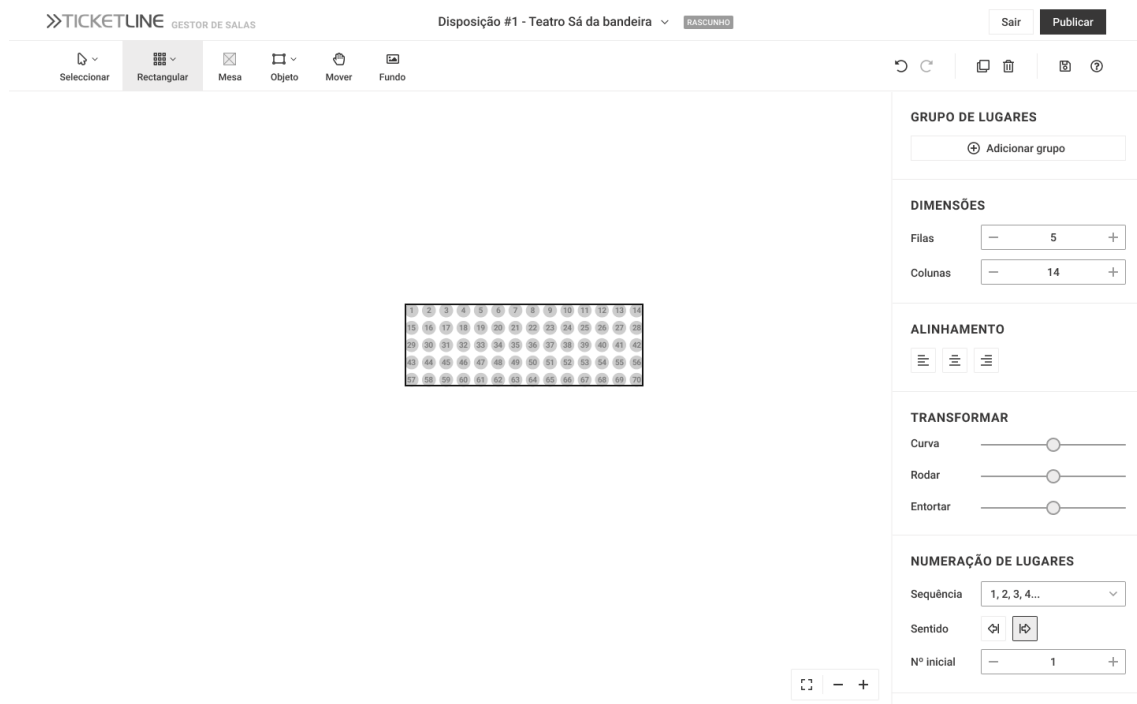 TICKETLINE GESTOR DE SALAS
Disposição #1 - Teatro Sá da bandeira
RASCUNHO
Sair
Publicar
Seleccionar
Rectangular
Mesa
Objeto
Mover
Fundo
1 2 3 4 5 6 7 8 9 10 11 12 13 14
15 16 17 18 19 20 21 22 23 24 25 26 27 28
29 30 31 32 33 34 35 36 37 38 39 40 41 42
43 44 45 46 47 48 49 50 51 52 53 54 55 56
57 58 59 60 61 62 63 64 65 66 67 68 69 70
GRUPO DE LUGARES
Adicionar grupo
DIMENSÕES
Filas 5
Colunas 14
ALINHAMENTO
TRANSFORMAR
Curva
Rodar
Entortar
NUMERAÇÃO DE LUGARES
Sequência 1, 2, 3, 4...
Sentido
Nº inicial 1